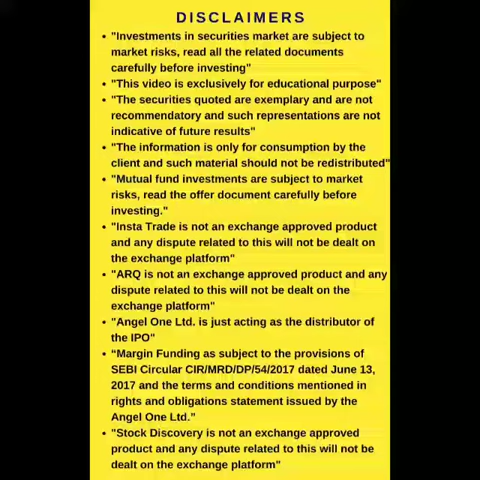 DISCLAIMERS
• "Investments in securities market are subject to
market risks, read all the related documents
carefully before investing"
• "This video is exclusively for educational purpose"
• "The securities quoted are exemplary and are not
recommendatory and such representations are not
indicative of future results"
• "The information is only for consumption by the
client and such material should not be redistributed"
• "Mutual fund investments are subject to market
risks, read the offer document carefully before
investing."
• "Insta Trade is not an exchange approved product
and any dispute related to this will not be dealt on
the exchange platform"
• "ARQ is not an exchange approved product and any
dispute related to this will not be dealt on the
exchange platform"
• "Angel One Ltd. is just acting as the distributor of
the IPO"
• “Margin Funding as subject to the provisions of
SEBI Circular CIR/MRD/DP/54/2017 dated June 13,
2017 and the terms and conditions mentioned in
rights and obligations statement issued by the
Angel One Ltd.”
• "Stock Discovery is not an exchange approved
product and any dispute related to this will not be
dealt on the exchange platform"